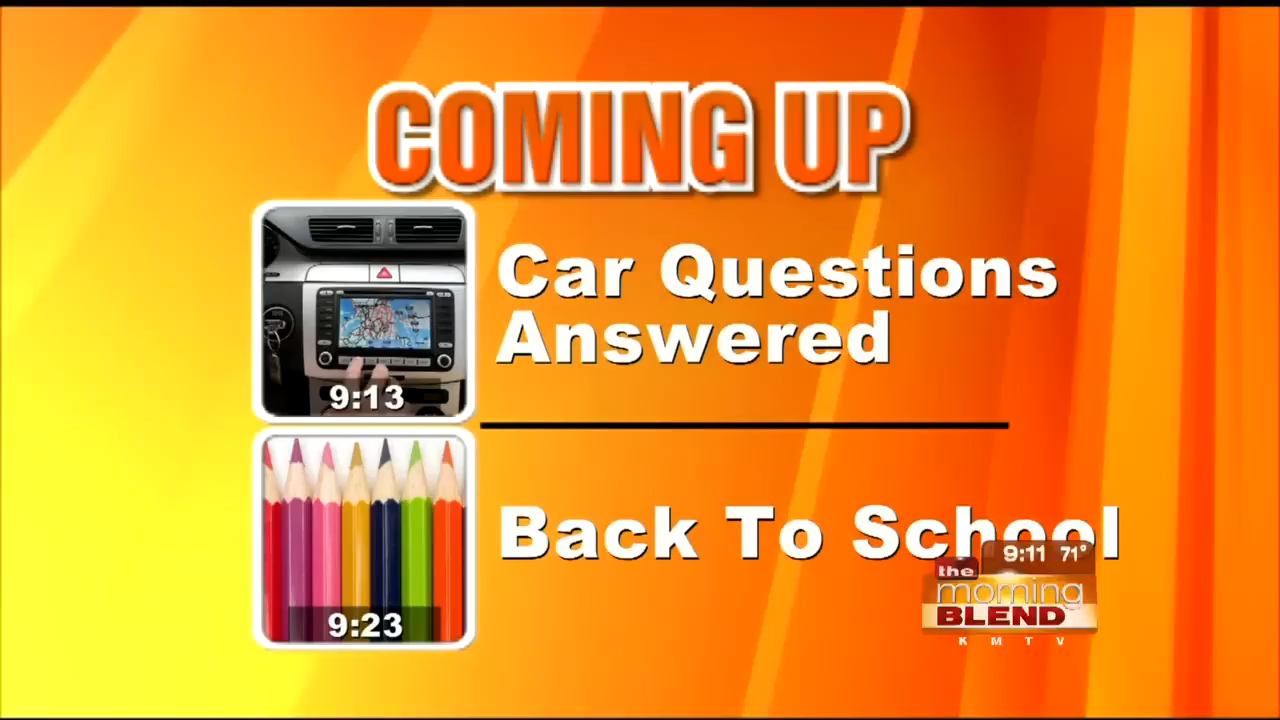 COMING UP
Car Questions
Answered
9:13
Back To School
9:23
9:11 71°
the
morning
BLEND
KMTV